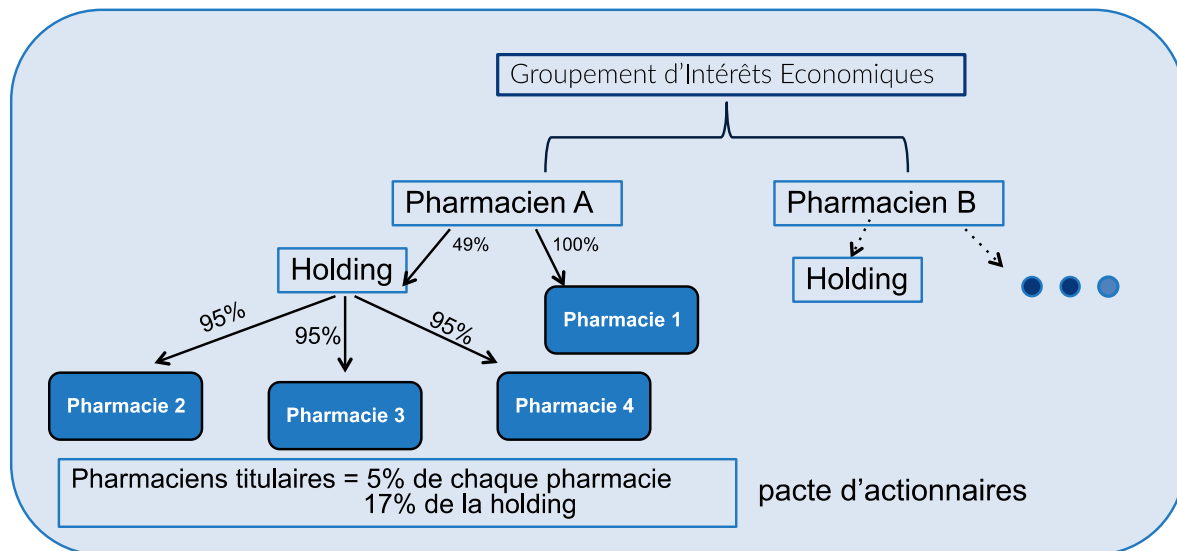 Groupement d'Intérêts Economiques
Pharmacien A
Pharmacien B
49%
100%
Holding
Holding
95%
95%
95%
Pharmacie 1
Pharmacie 2
Pharmacie 3
Pharmacie 4
Pharmaciens titulaires = 5% de chaque pharmacie
17% de la holding
pacte d'actionnaires